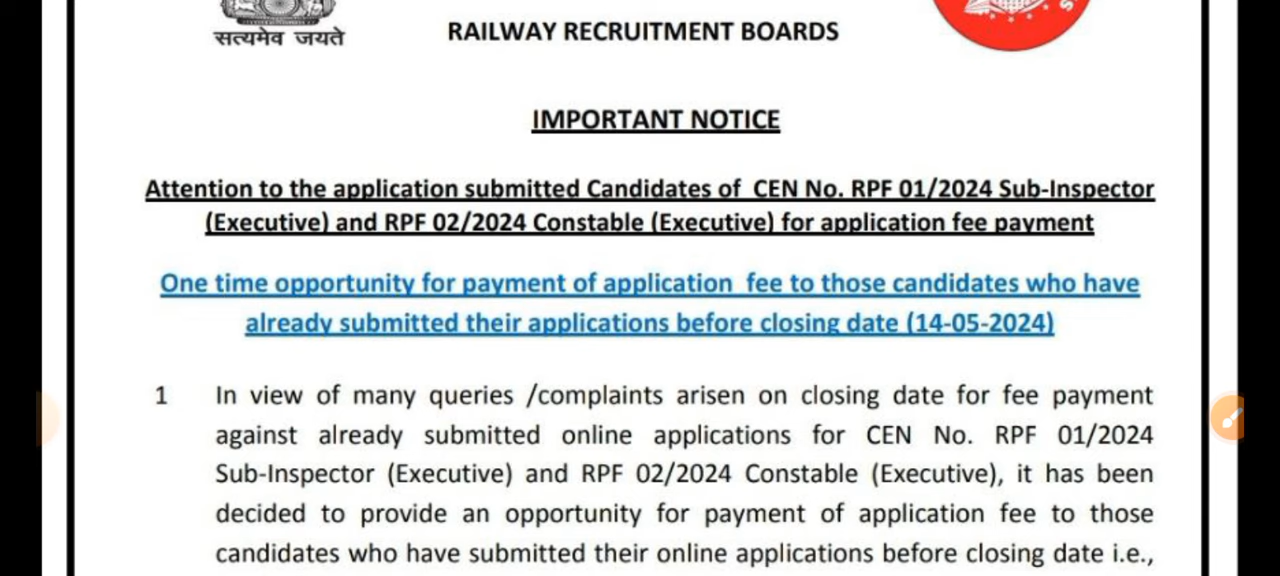 सत्यमेव जयते
RAILWAY RECRUITMENT BOARDS
IMPORTANT NOTICE
Attention to the application submitted Candidates of CEN No. RPF 01/2024 Sub-Inspector
(Executive) and RPF 02/2024 Constable (Executive) for application fee payment
One time opportunity for payment of application fee to those candidates who have
already submitted their applications before closing date (14-05-2024)
1 In view of many queries /complaints arisen on closing date for fee payment
against already submitted online applications for CEN No. RPF 01/2024
Sub-Inspector (Executive) and RPF 02/2024 Constable (Executive), it has been
decided to provide an opportunity for payment of application fee to those
candidates who have submitted their online applications before closing date i.e.,